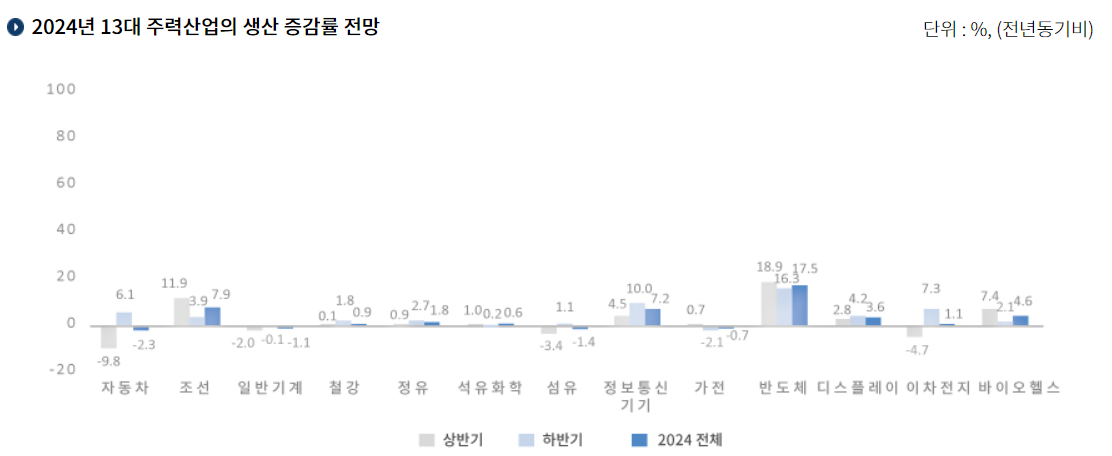 2024년 13대 주력산업의 생산 증감률 전망
단위 : %, (전년동기비)
100
80
60
40
20
0
-20
-9.8 6.1 -2.3
11.9 3.9 7.9
-2.0 -0.1 -1.1
0.1 1.8 0.9
0.9 2.7 1.8
1.0 0.2 0.6
-3.4 1.1 -1.4
4.5 10.0 7.2
0.7 -2.1 -0.7
18.9 16.3 17.5
2.8 4.2 3.6
-4.7 7.3 1.1
7.4 2.1 4.6
자동차 조선 일반기계 철강 정유 석유화학 섬유 정보통신 가전 반도체 디스플레이 이차전지 바이오헬스
기기
상반기 하반기 2024 전체